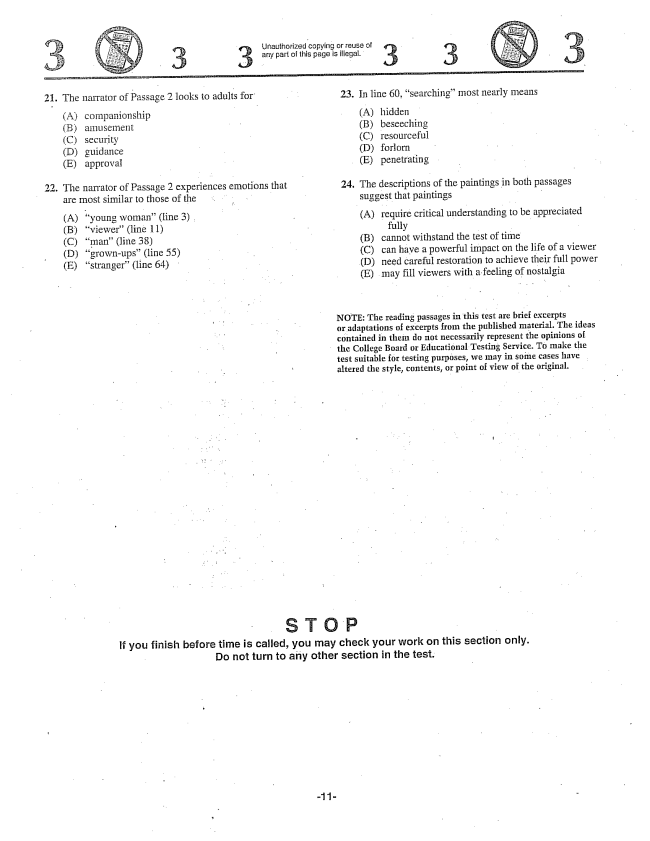 3 3 3 Unauthorized copying or reuse of 3 3 3
any part of this page is illegal.
21. The narrator of Passage 2 looks to adults for
(A) companionship
(B) amusement
(C) security
(D) guidance
(E) approval
22. The narrator of Passage 2 experiences emotions that
are most similar to those of the
(A) "young woman" (line 3)
(B) "viewer" (line 11)
(C) "man" (line 38)
(D) "grown-ups" (line 55)
(E) "stranger" (line 64)
23. In line 60, "searching" most nearly means
(A) hidden
(B) beseeching
(C) resourceful
(D) forlorn
(E) penetrating
24. The descriptions of the paintings in both passages
suggest that paintings
(A) require critical understanding to be appreciated
fully
(B) cannot withstand the test of time
(C) can have a powerful impact on the life of a viewer
(D) need careful restoration to achieve their full power
(E) may fill viewers with a feeling of nostalgia
NOTE: The reading passages in this test are brief excerpts
or adaptations of excerpts from the published material. The ideas
contained in them do not necessarily represent the opinions of
the College Board or Educational Testing Service. To make the
test suitable for testing purposes, we may in some cases have
altered the style, contents, or point of view of the original.
STOP
If you finish before time is called, you may check your work on this section only.
Do not turn to any other section in the test.
-11-